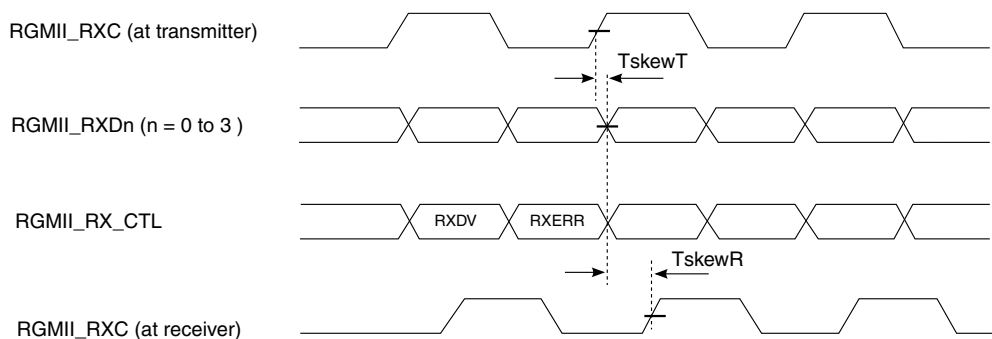 RGMII_RXC (at transmitter)
TskewT
RGMII_RXDn (n = 0 to 3 )
RGMII_RX_CTL
RXDV
RXERR
TskewR
RGMII_RXC (at receiver)